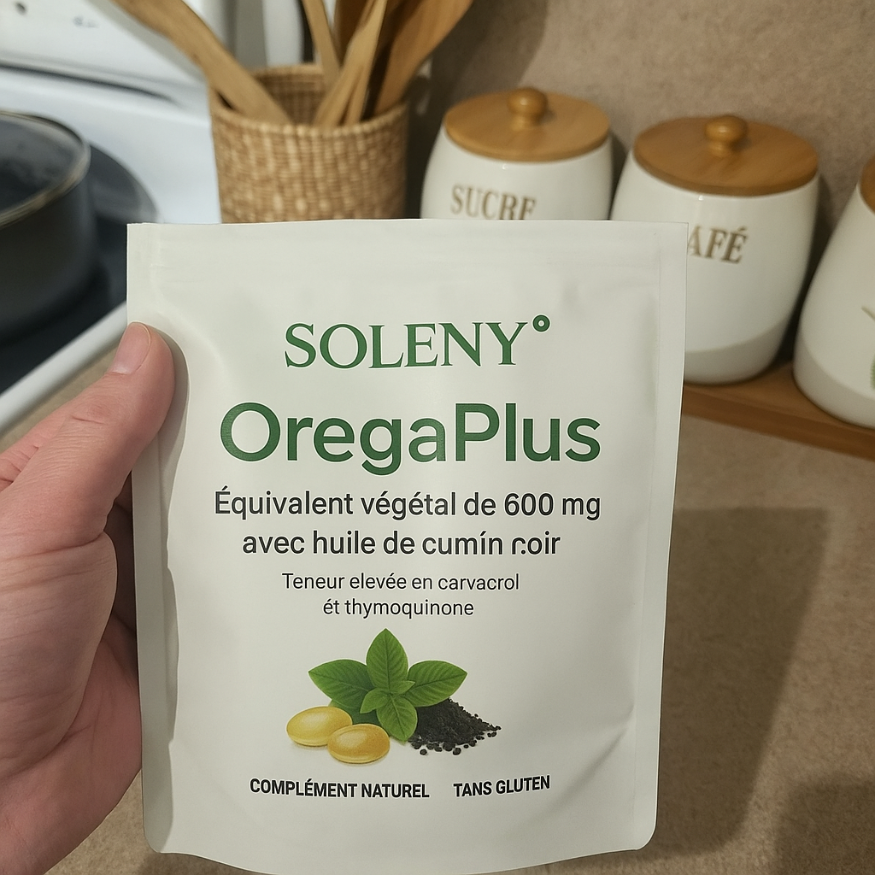 SUCRE
AFÉ
SOLENY°
OregaPlus
Équivalent végétal de 600 mg
avec huile de cumín noir
Teneur elevée en carvacrol
ét thymoquinone
COMPLÉMENT NATUREL TANS GLUTEN